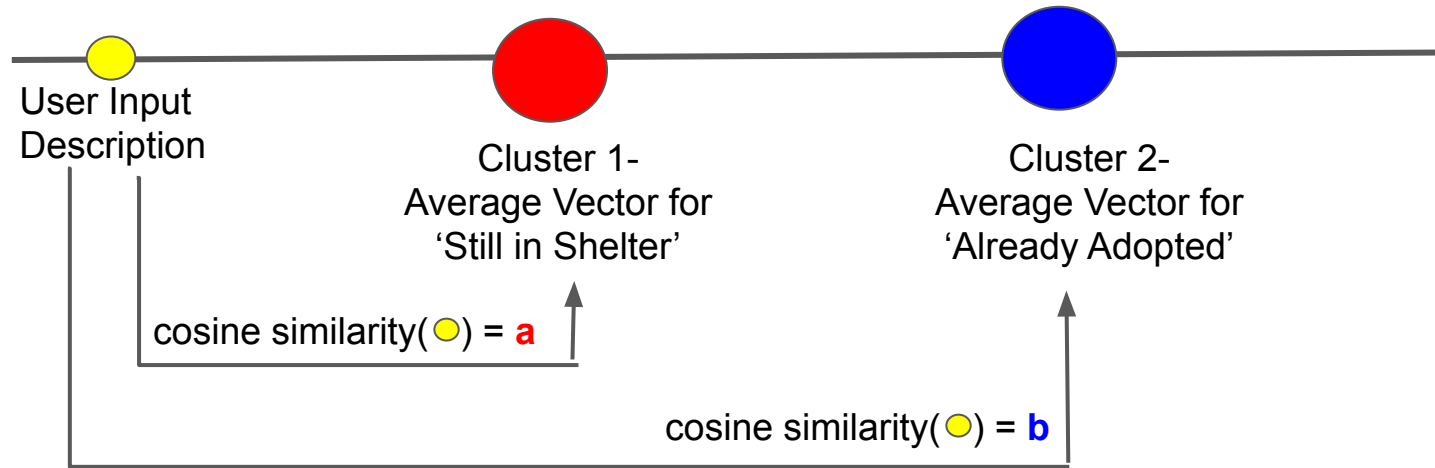 User Input
Description
Cluster 1-
Average Vector for
‘Still in Shelter’
Cluster 2-
Average Vector for
‘Already Adopted’
cosine similarity( ) = a
cosine similarity( ) = b